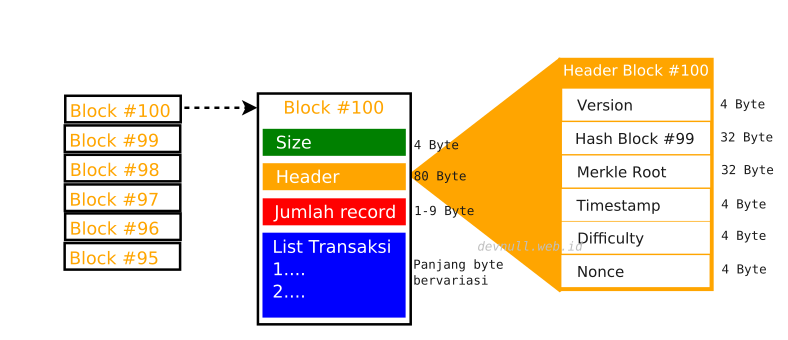 Block #100
Block #99
Block #98
Block #97
Block #96
Block #95
Block #100
Size
4 Byte
Header
80 Byte
Jumlah record
1-9 Byte
List Transaksi
1....
2....
Panjang byte
bervariasi
devnull.web.id
Header Block #100
Version
4 Byte
Hash Block #99
32 Byte
Merkle Root
32 Byte
Timestamp
4 Byte
Difficulty
4 Byte
Nonce
4 Byte